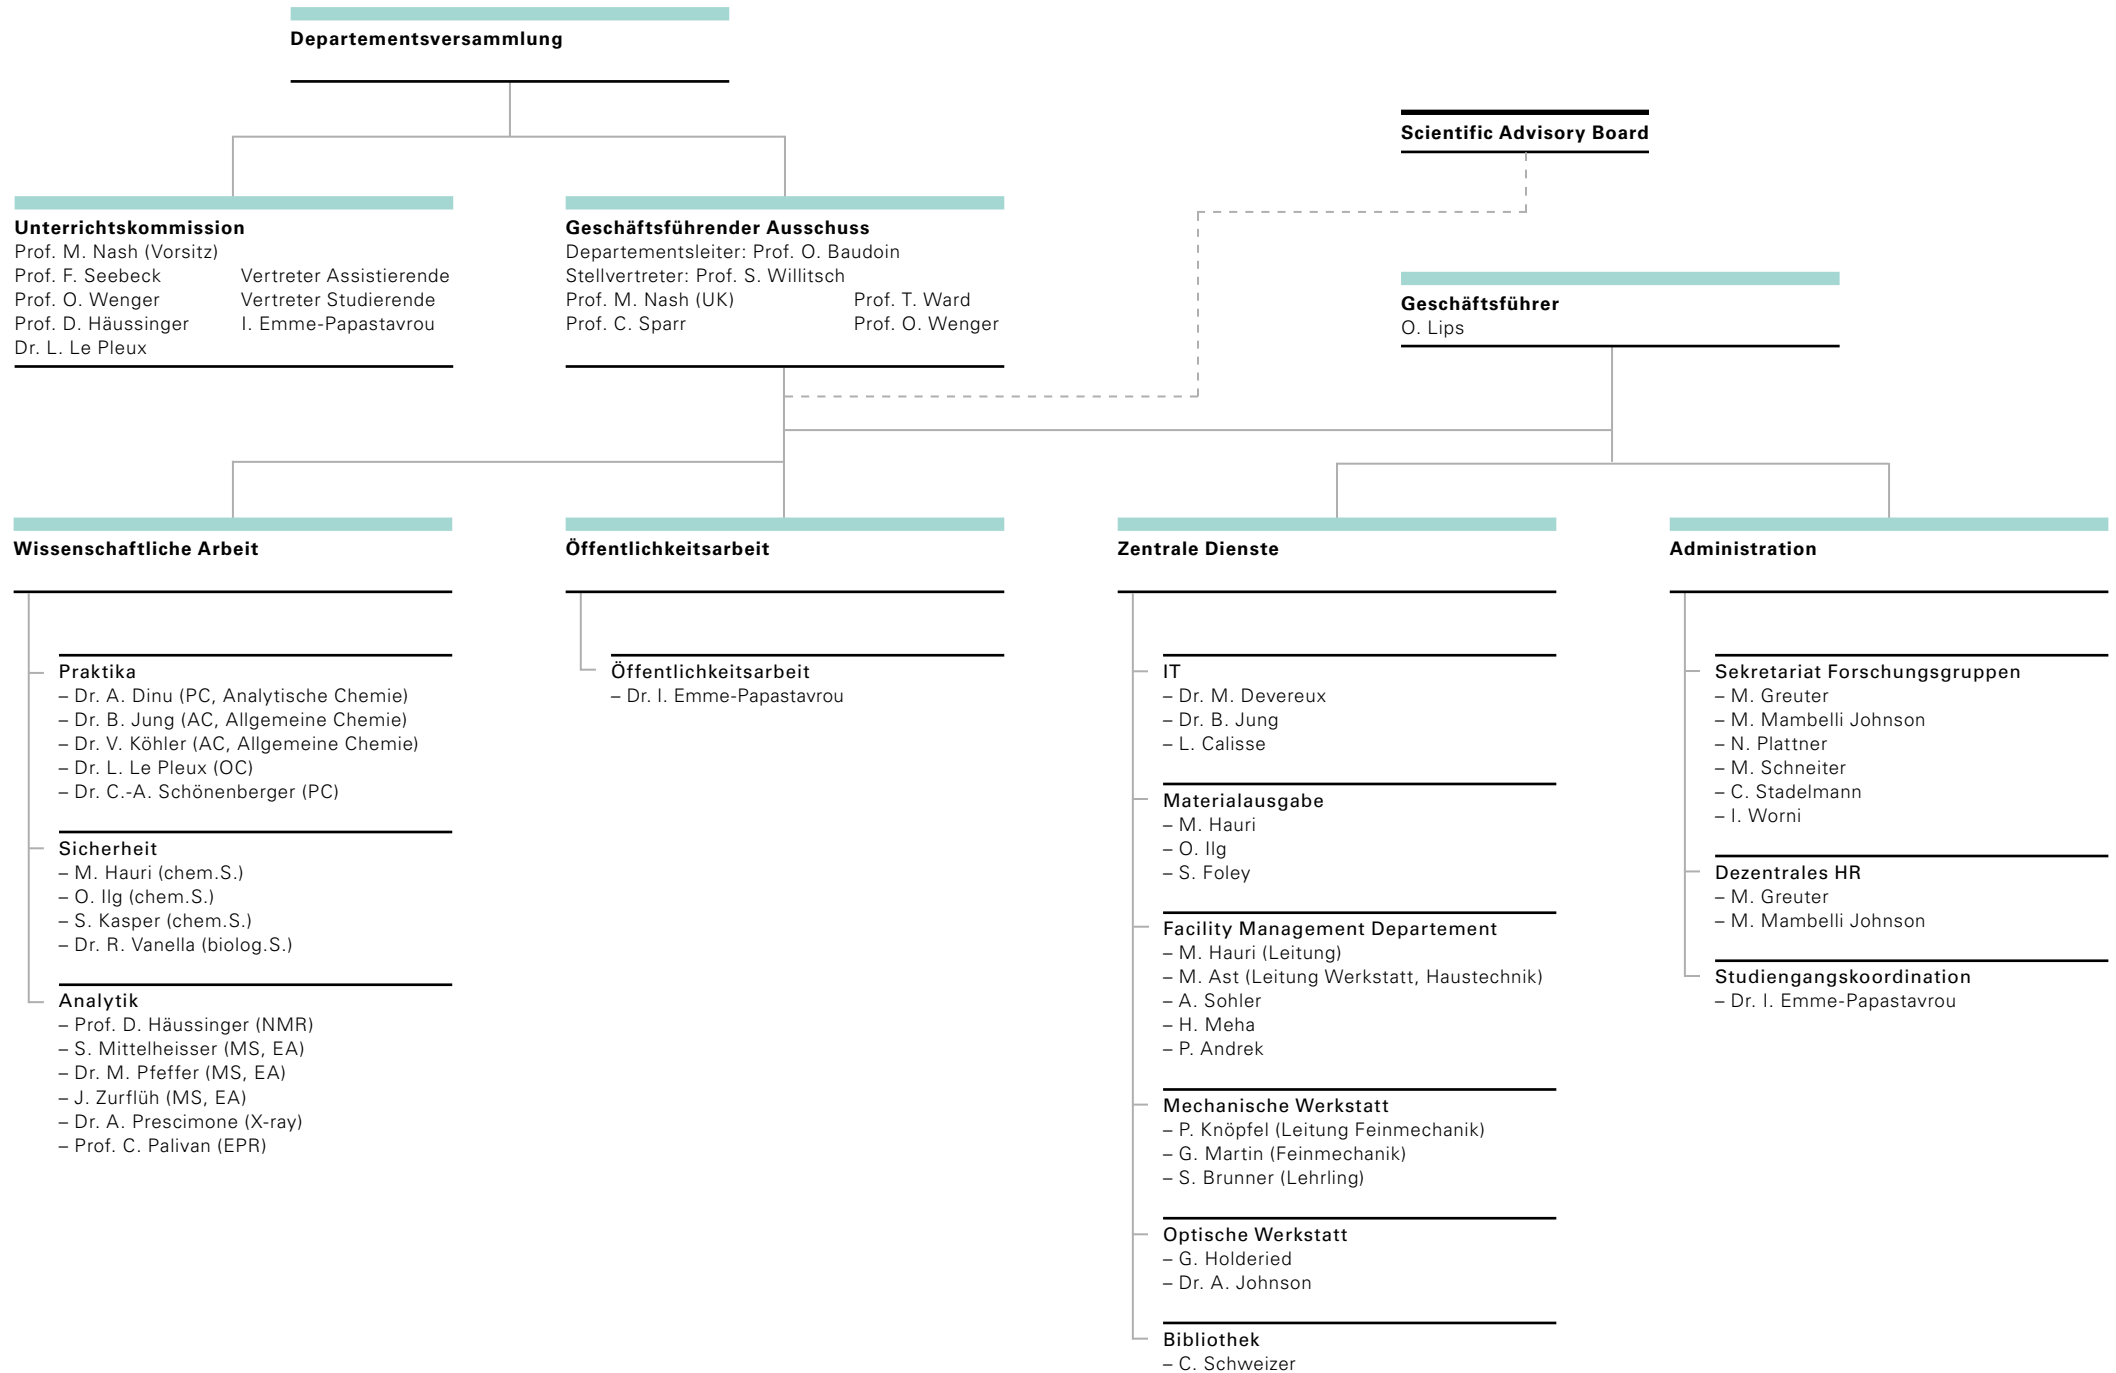 Departementsversammlung
Scientific Advisory Board
Unterrichtskommission
Prof. M. Nash (Vorsitz)
Prof. F. Seebeck
Prof. O. Wenger
Prof. D. Häussinger
Dr. L. Le Pleux
Vertreter Assistierende
Vertreter Studierende
I. Emme-Papastavrou
Geschäftsführender Ausschuss
Departementsleiter: Prof. O. Baudoin
Stellvertreter: Prof. S. Willitsch
Prof. M. Nash (UK)
Prof. C. Sparr
Prof. T. Ward
Prof. O. Wenger
Geschäftsführer
O. Lips
Wissenschaftliche Arbeit
Praktika
– Dr. A. Dinu (PC, Analytische Chemie)
– Dr. B. Jung (AC, Allgemeine Chemie)
– Dr. V. Köhler (AC, Allgemeine Chemie)
– Dr. L. Le Pleux (OC)
– Dr. C.-A. Schönenberger (PC)
Sicherheit
– M. Hauri (chem.S.)
– O. Ilg (chem.S.)
– S. Kasper (chem.S.)
– Dr. R. Vanella (biolog.S.)
Analytik
– Prof. D. Häussinger (NMR)
– S. Mittelheisser (MS, EA)
– Dr. M. Pfeffer (MS, EA)
– J. Zurflüh (MS, EA)
– Dr. A. Prescimone (X-ray)
– Prof. C. Palivan (EPR)
Öffentlichkeitsarbeit
Öffentlichkeitsarbeit
– Dr. I. Emme-Papastavrou
Zentrale Dienste
IT
– Dr. M. Devereux
– Dr. B. Jung
– L. Calisse
Materialausgabe
– M. Hauri
– O. Ilg
– S. Foley
Facility Management Departement
– M. Hauri (Leitung)
– M. Ast (Leitung Werkstatt, Haustechnik)
– A. Sohler
– H. Meha
– P. Andrek
Mechanische Werkstatt
– P. Knöpfel (Leitung Feinmechanik)
– G. Martin (Feinmechanik)
– S. Brunner (Lehrling)
Optische Werkstatt
– G. Holderied
– Dr. A. Johnson
Bibliothek
– C. Schweizer
Administration
Sekretariat Forschungsgruppen
– M. Greuter
– M. Mambelli Johnson
– N. Plattner
– M. Schneiter
– C. Stadelmann
– I. Worni
Dezentrales HR
– M. Greuter
– M. Mambelli Johnson
Studiengangskoordination
– Dr. I. Emme-Papastavrou